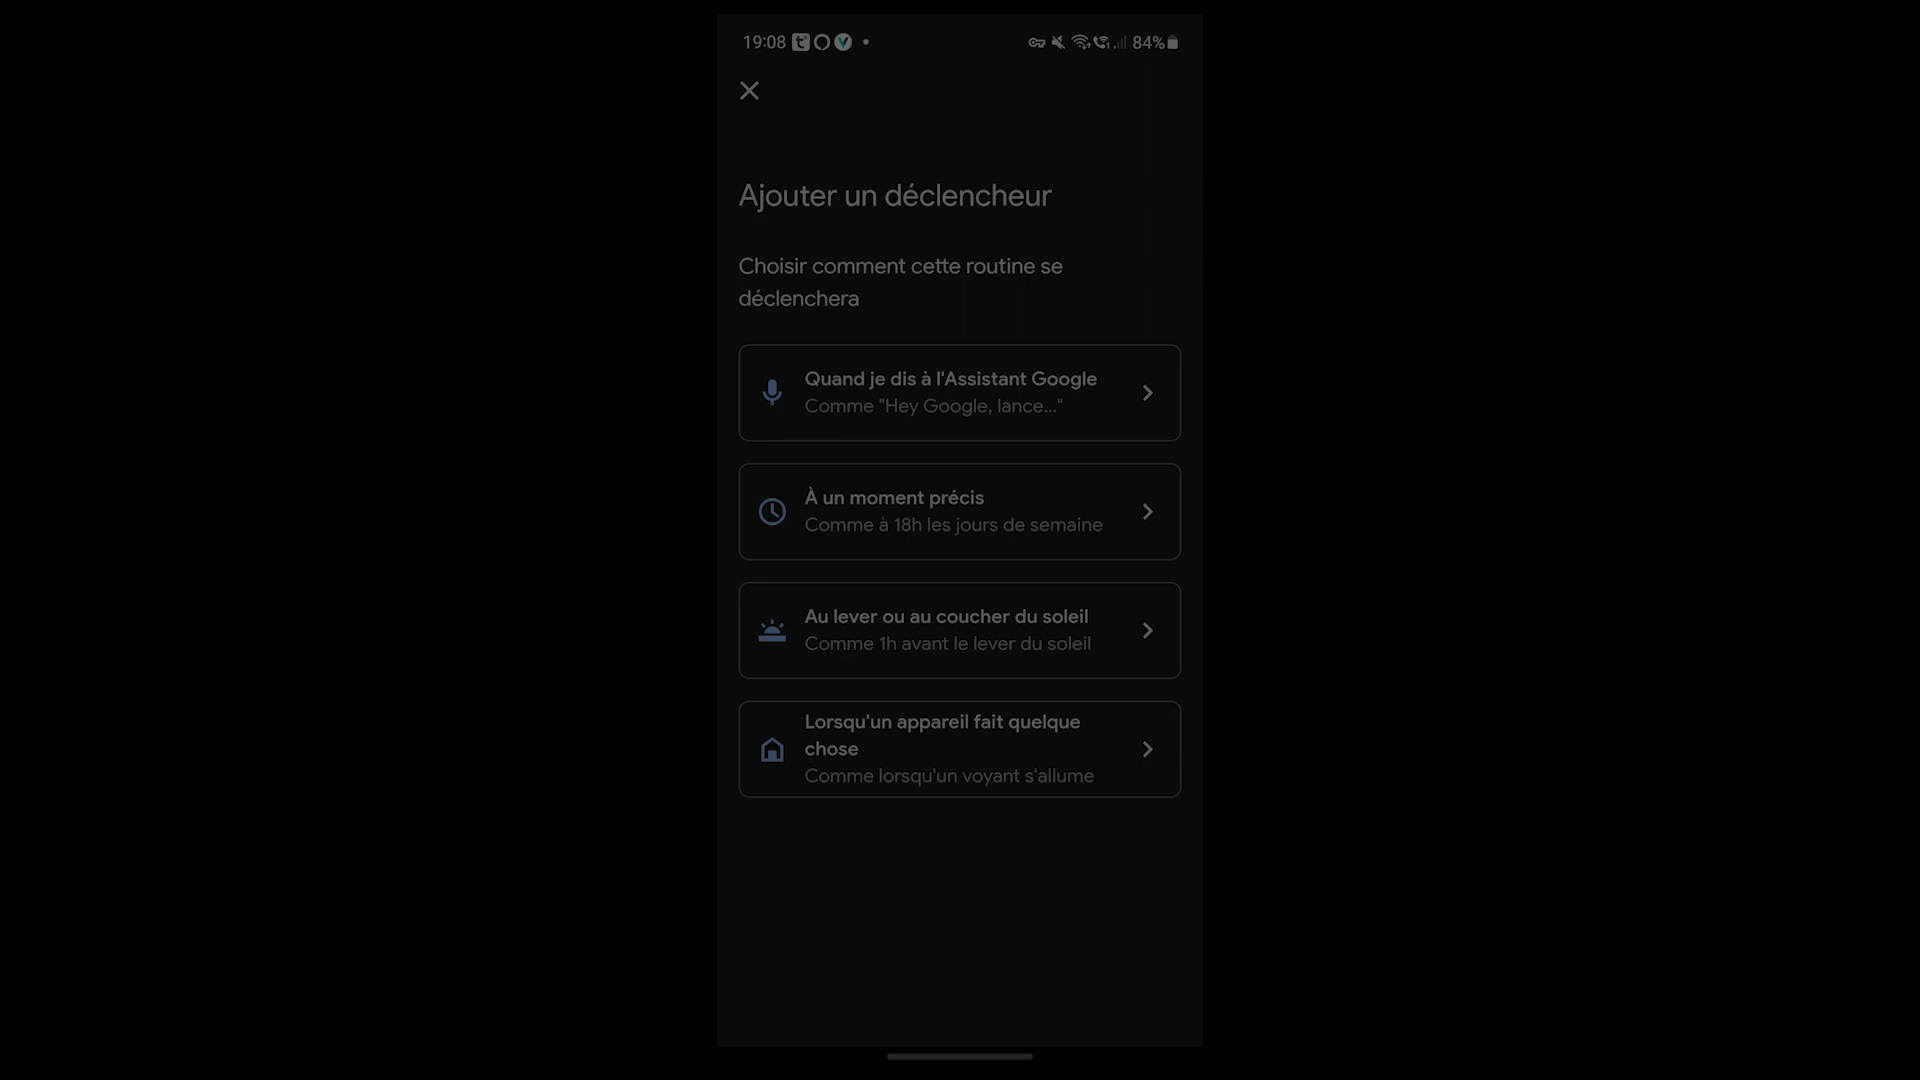 19:08
84%
Ajouter un déclencheur
Choisir comment cette routine se
déclenchera
Quand je dis à l'Assistant Google
Comme "Hey Google, lance..."
À un moment précis
Comme à 18h les jours de semaine
Au lever ou au coucher du soleil
Comme 1h avant le lever du soleil
Lorsqu'un appareil fait quelque
chose
Comme lorsqu'un voyant s'allume